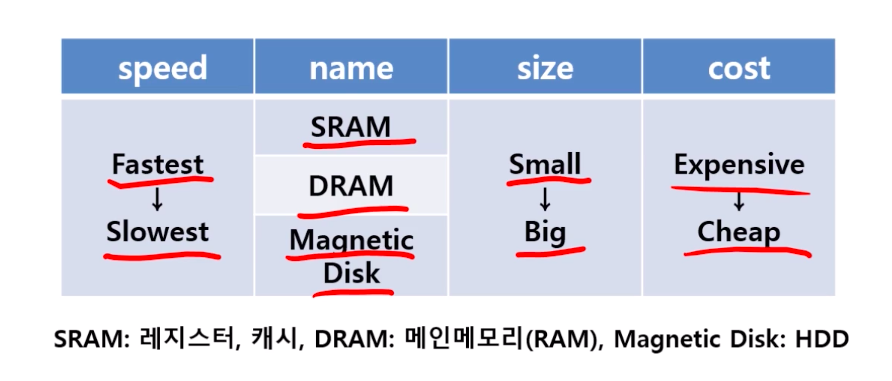 speed name size cost
SRAM
Fastest Small Expensive
↓ DRAM ↓ ↓
Slowest Magnetic Big Cheap
Disk
SRAM: 레지스터, 캐시, DRAM: 메인메모리(RAM), Magnetic Disk: HDD